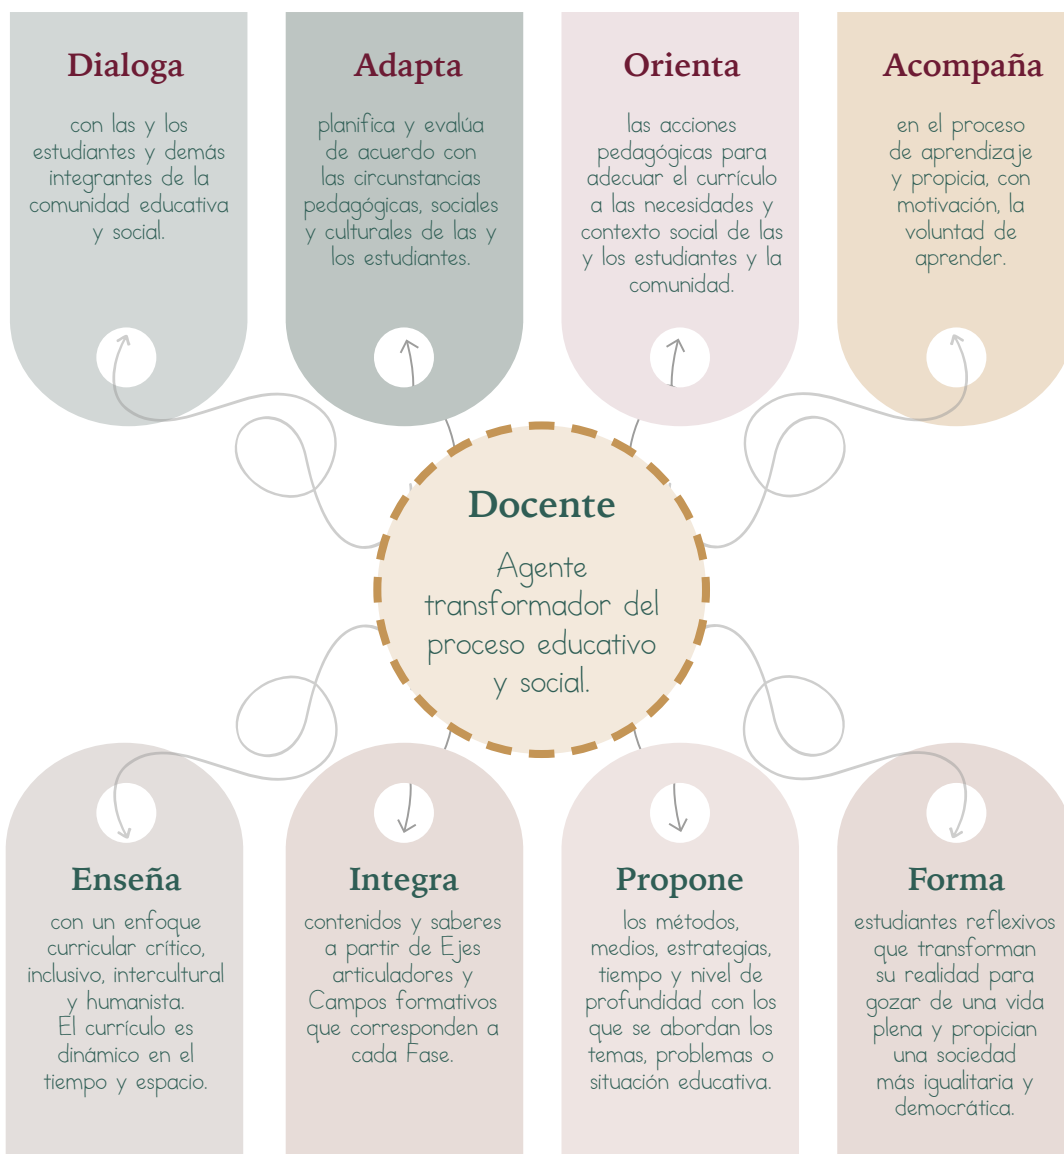 Dialoga
con las y los
estudiantes y demás
integrantes de la
comunidad educativa
y social.
Adapta
planifica y evalúa
de acuerdo con
las circunstancias
pedagógicas, sociales
y culturales de las y
los estudiantes.
Orienta
las acciones
pedagógicas para
adecuar el currículo
a las necesidades y
contexto social de las
y los estudiantes y la
comunidad.
Acompaña
en el proceso
de aprendizaje
y propicia, con
motivación, la
voluntad de
aprender.
Docente
Agente
transformador del
proceso educativo
y social.
Enseña
con un enfoque
curricular crítico,
inclusivo, intercultural
y humanista.
El currículo es
dinámico en el
tiempo y espacio.
Integra
contenidos y saberes
a partir de Ejes
articuladores y
Campos formativos
que corresponden a
cada Fase.
Propone
los métodos,
medios, estrategias,
tiempo y nivel de
profundidad con los
que se abordan los
temas, problemas o
situación educativa.
Forma
estudiantes reflexivos
que transforman
su realidad para
gozar de una vida
plena y propician
una sociedad
más igualitaria y
democrática.